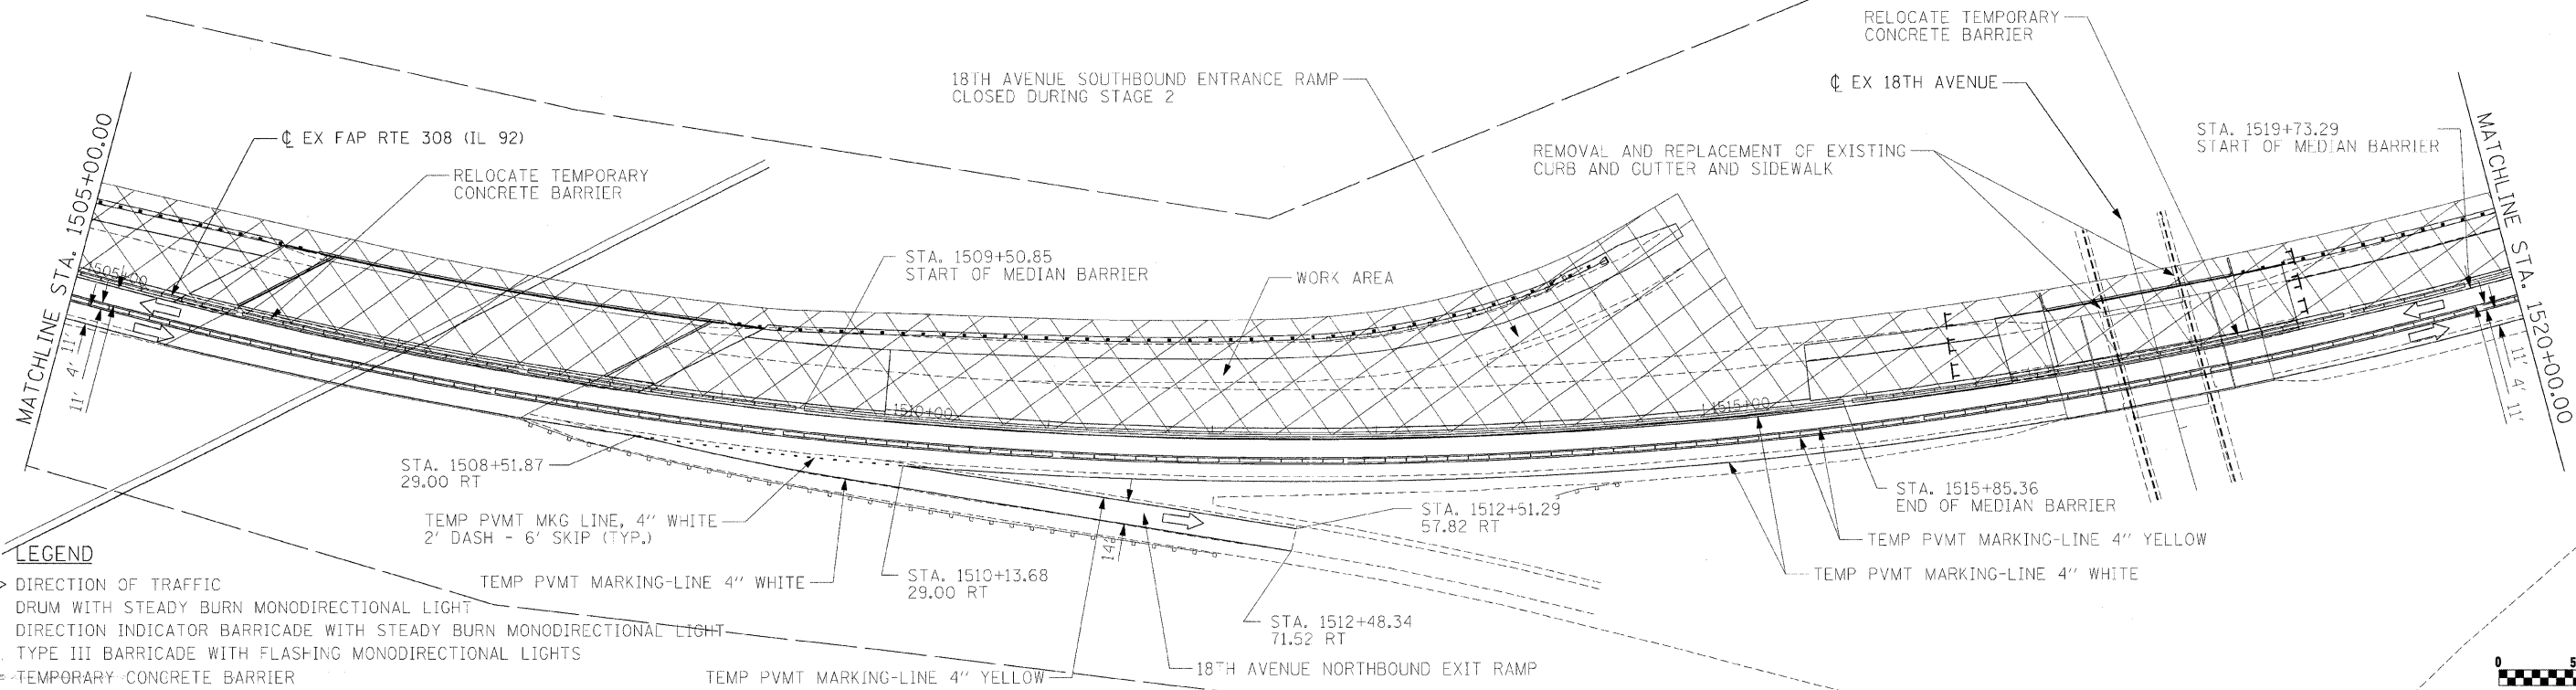 RELOCATE TEMPORARY
CONCRETE BARRIER
18TH AVENUE SOUTHBOUND ENTRANCE RAMP
CLOSED DURING STAGE 2
℄ EX 18TH AVENUE
MATCHLINE STA. 1505+00.00
℄ EX FAP RTE 308 (IL 92)
RELOCATE TEMPORARY
CONCRETE BARRIER
REMOVAL AND REPLACEMENT OF EXISTING
CURB AND GUTTER AND SIDEWALK
STA. 1519+73.29
START OF MEDIAN BARRIER
MATCHLINE STA. 1520+00.00
STA. 1509+50.85
START OF MEDIAN BARRIER
WORK AREA
1505+00
1510+00
1515+00
11'
4'
11'
11'
4'
11'
STA. 1508+51.87
29.00 RT
TEMP PVMT MKG LINE, 4" WHITE
2' DASH - 6' SKIP (TYP.)
TEMP PVMT MARKING-LINE 4" WHITE
STA. 1510+13.68
29.00 RT
14'
STA. 1512+51.29
57.82 RT
STA. 1512+48.34
71.52 RT
18TH AVENUE NORTHBOUND EXIT RAMP
TEMP PVMT MARKING-LINE 4" YELLOW
STA. 1515+85.36
END OF MEDIAN BARRIER
TEMP PVMT MARKING-LINE 4" YELLOW
TEMP PVMT MARKING-LINE 4" WHITE
LEGEND
DIRECTION OF TRAFFIC
DRUM WITH STEADY BURN MONODIRECTIONAL LIGHT
DIRECTION INDICATOR BARRICADE WITH STEADY BURN MONODIRECTIONAL LIGHT
TYPE III BARRICADE WITH FLASHING MONODIRECTIONAL LIGHTS
TEMPORARY CONCRETE BARRIER
0